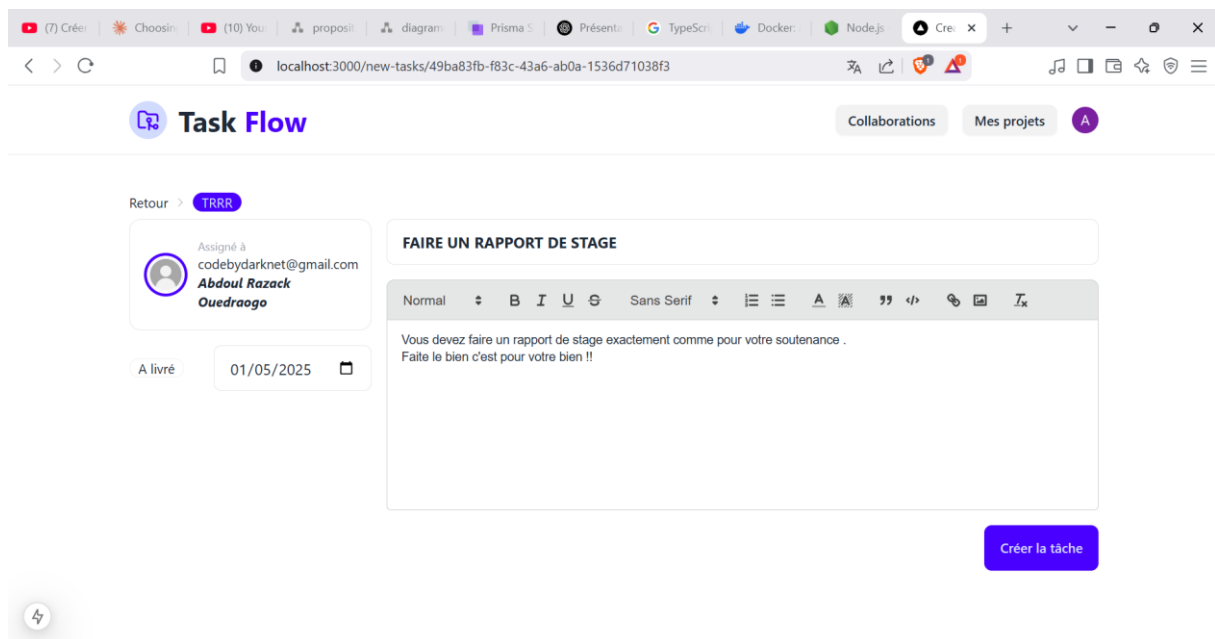 (7) Créer
Choosin
(10) You
proposit
diagram
Prisma S
Présenta
TypeScri
Docker:
Node.js
Crea
localhost:3000/new-tasks/49ba83fb-f83c-43a6-ab0a-1536d71038f3
Task Flow
Collaborations
Mes projets
A
Retour > TRRR
Assigné à
codebydarknet@gmail.com
Abdoul Razack
Ouedraogo
A livré
01/05/2025
FAIRE UN RAPPORT DE STAGE
Normal
Sans Serif
Vous devez faire un rapport de stage exactement comme pour votre soutenance .
Faite le bien c'est pour votre bien !!
Créer la tâche